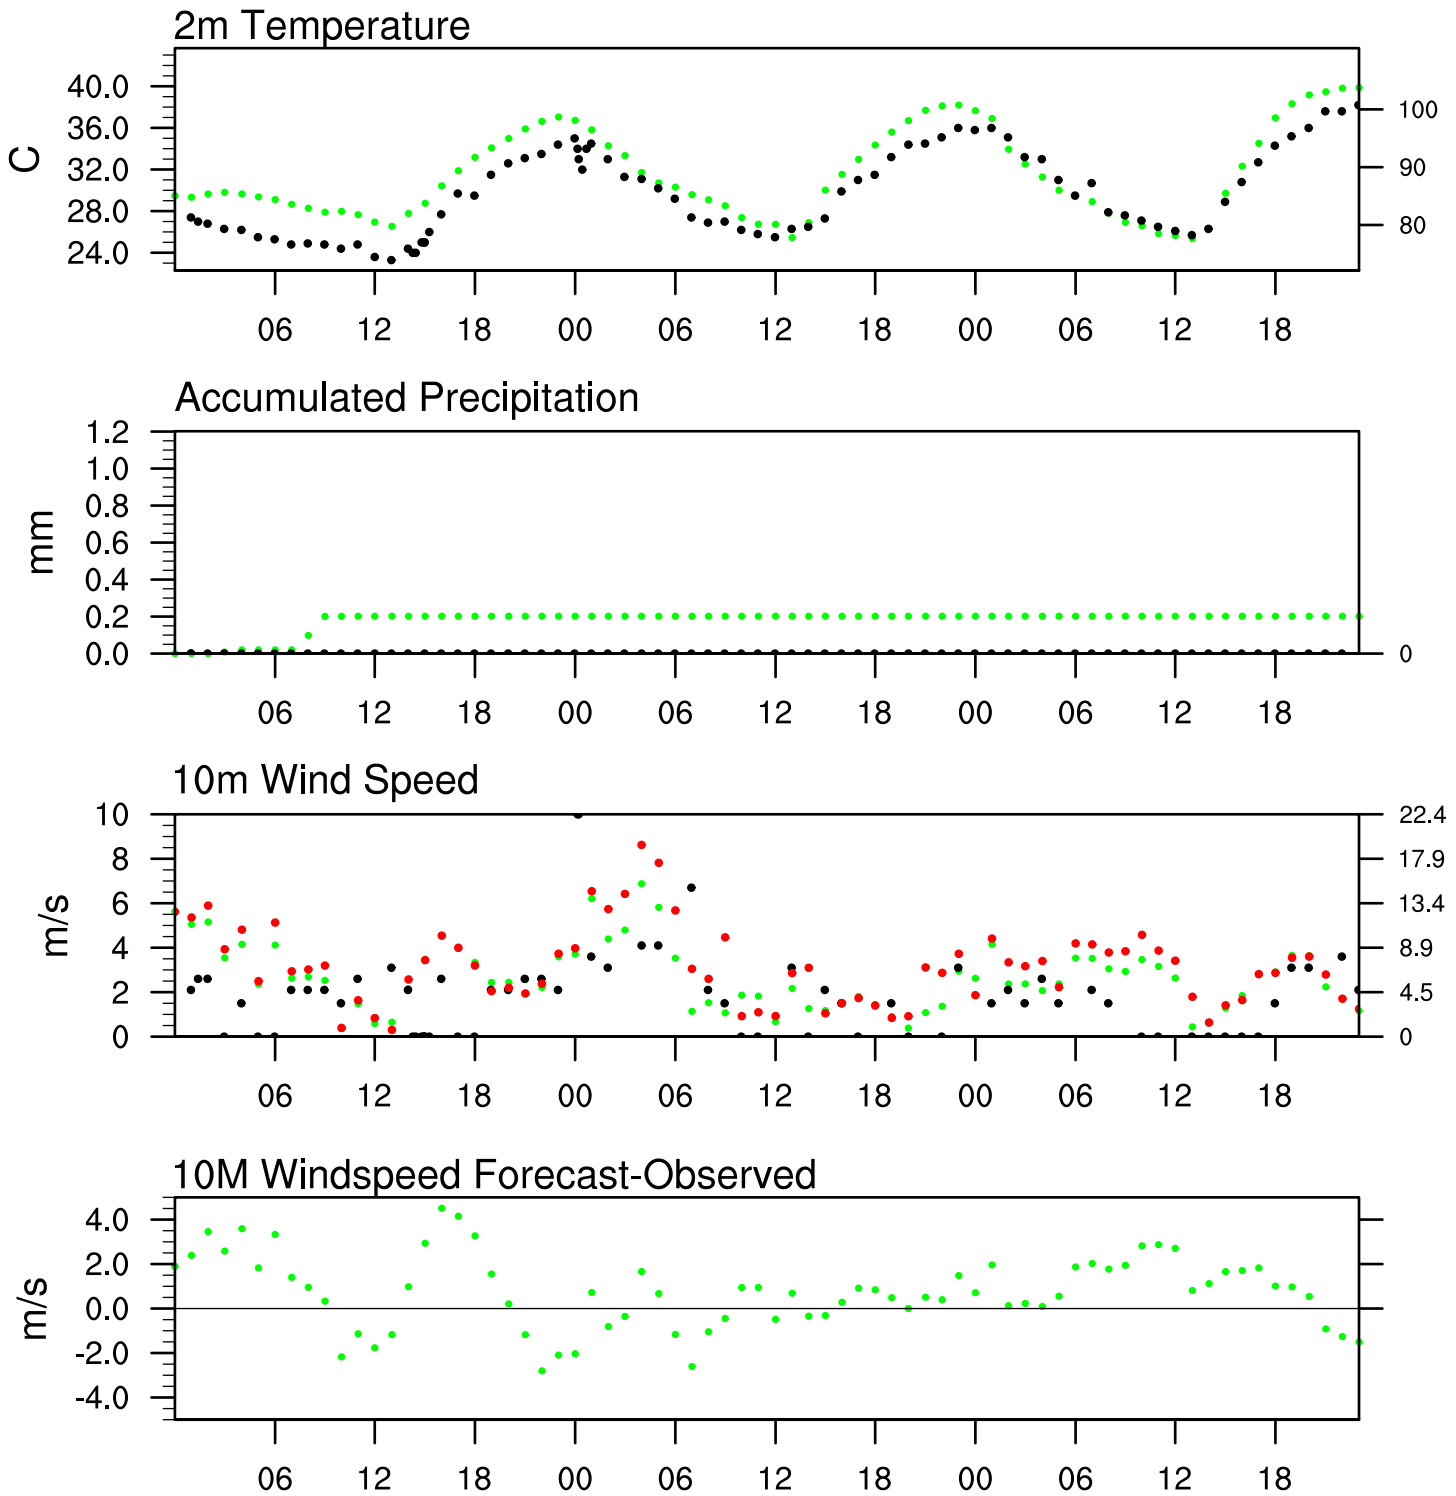 2m Temperature
40.0
36.0
32.0
28.0
24.0
C
100
90
80
06 12 18 00 06 12 18 00 06 12 18
Accumulated Precipitation
1.2
1.0
0.8
0.6
0.4
0.2
0.0
mm
0
06 12 18 00 06 12 18 00 06 12 18
10m Wind Speed
10
8
6
4
2
0
m/s
22.4
17.9
13.4
8.9
4.5
0
06 12 18 00 06 12 18 00 06 12 18
10M Windspeed Forecast-Observed
4.0
2.0
0.0
-2.0
-4.0
m/s
06 12 18 00 06 12 18 00 06 12 18